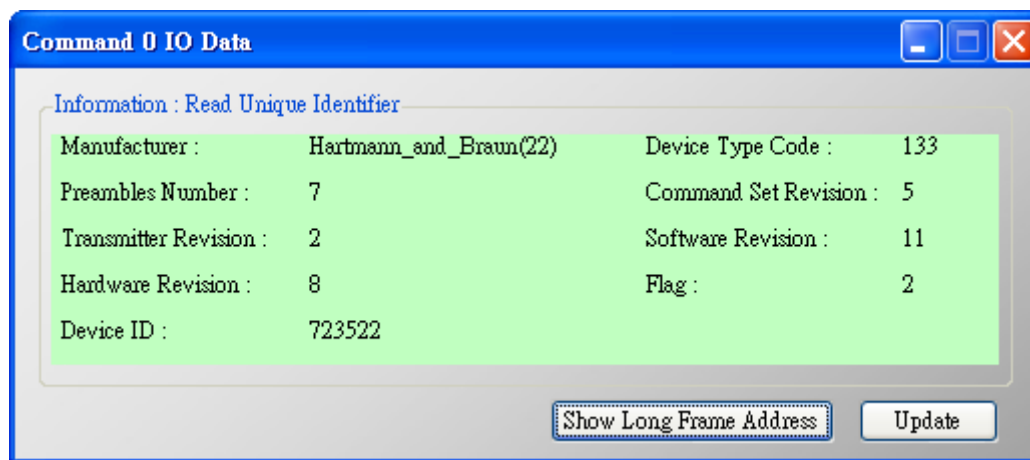 Command 0 IO Data
Information : Read Unique Identifier
Manufacturer : Hartmann_and_Braun(22) Device Type Code : 133
Preambles Number : 7 Command Set Revision : 5
Transmitter Revision : 2 Software Revision : 11
Hardware Revision : 8 Flag : 2
Device ID : 723522
Show Long Frame Address Update